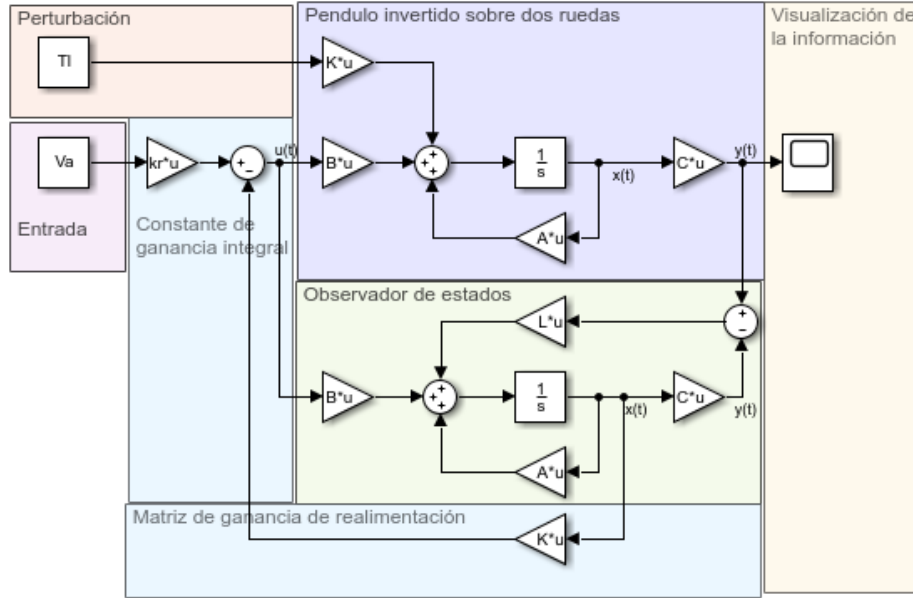 Perturbación
Tl
K*u
Pendulo invertido sobre dos ruedas
Visualización de
la información
Va
Entrada
kr*u
+
-
u(t)
Constante de
ganancia integral
B*u
+
+
+
1
s
x(t)
C*u
y(t)
A*u
Observador de estados
L*u
+
-
B*u
+
+
+
1
s
x(t)
C*u
y(t)
A*u
Matriz de ganancia de realimentación
K*u